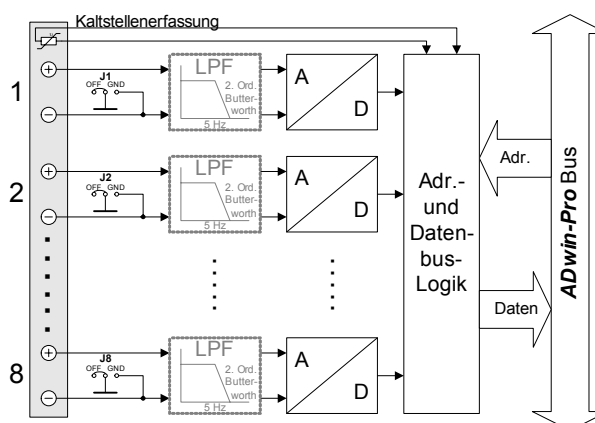 Kaltstellenerfassung
ϑ
1
+
−
J1
OFF GND
LPF
2. Ord.
Butter-
worth
5 Hz
A
D
2
+
−
J2
OFF GND
LPF
2. Ord.
Butter-
worth
5 Hz
A
D
8
+
−
J8
OFF GND
LPF
2. Ord.
Butter-
worth
5 Hz
A
D
Adr.-
und
Daten-
bus-
Logik
Adr.
Daten
ADwin-Pro Bus